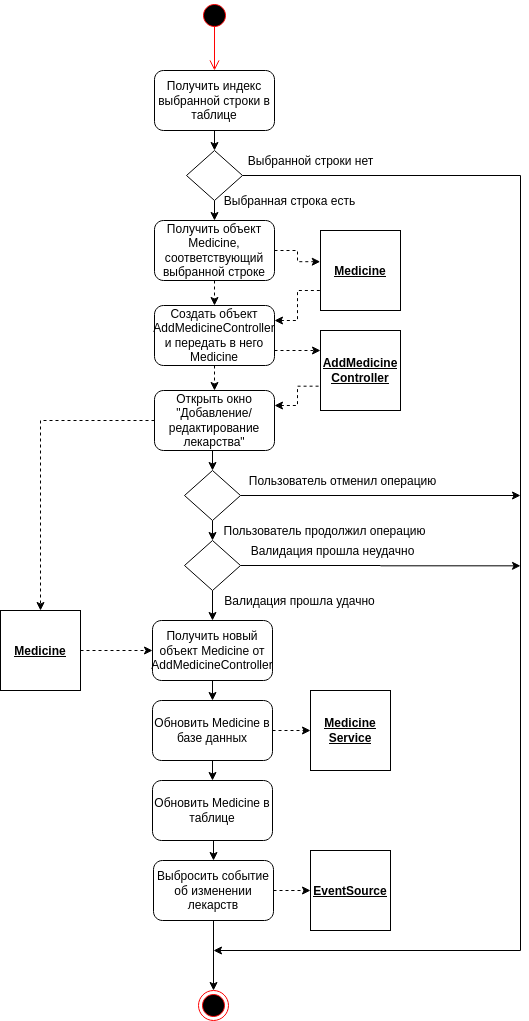 Получить индекс
выбранной строки в
таблице
Выбранной строки нет
Выбранная строка есть
Получить объект
Medicine,
соответствующий
выбранной строке
Medicine
Создать объект
AddMedicineController
и передать в него
Medicine
AddMedicine
Controller
Открыть окно
"Добавление/
редактирование
лекарства"
Пользователь отменил операцию
Пользователь продолжил операцию
Валидация прошла неудачно
Валидация прошла удачно
Medicine
Получить новый
объект Medicine от
AddMedicineController
Обновить Medicine в
базе данных
Medicine
Service
Обновить Medicine в
таблице
Выбросить событие
об изменении
лекарств
EventSource